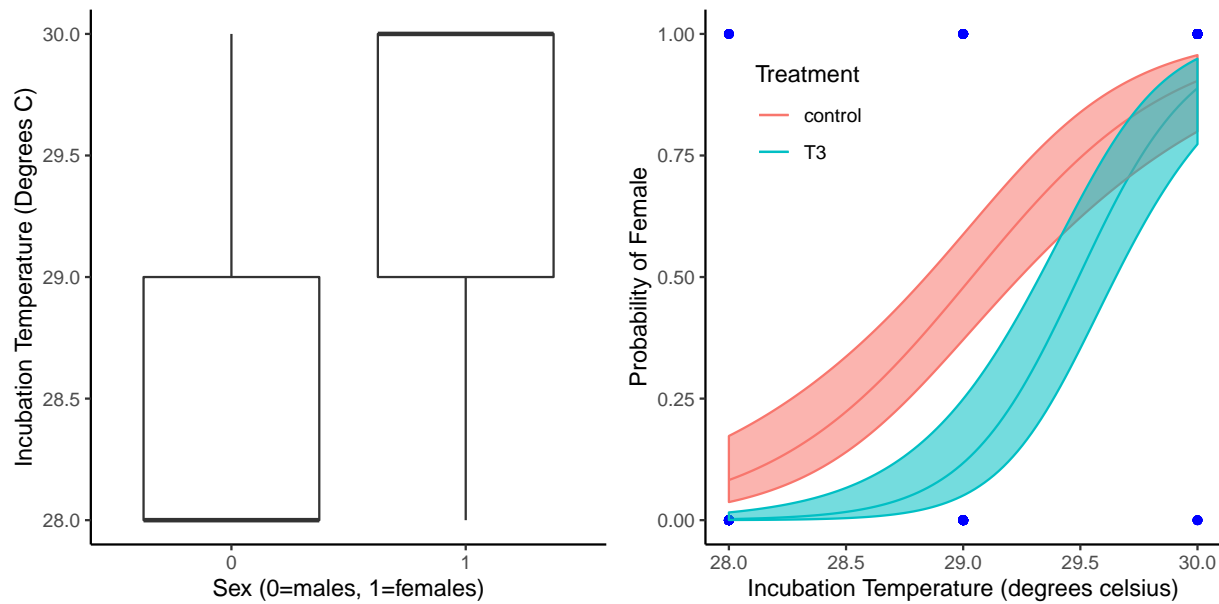 Incubation Temperature (Degrees C)
30.0
29.5
29.0
28.5
28.0
0
1
Sex (0=males, 1=females)
Probability of Female
1.00
0.75
0.50
0.25
0.00
Treatment
control
T3
28.0
28.5
29.0
29.5
30.0
Incubation Temperature (degrees celsius)